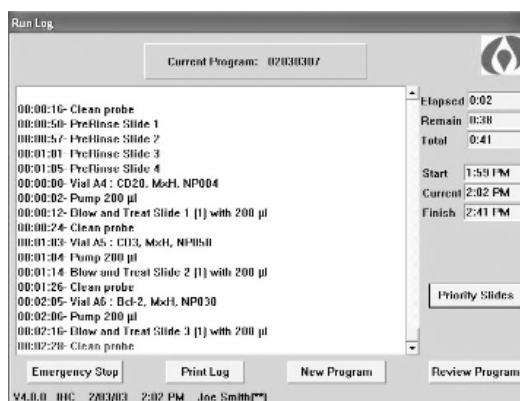 Run Log
Current Program: 02030307
00:00:16- Clean probe
00:00:50- PreRinse Slide 1
00:00:57- PreRinse Slide 2
00:01:01- PreRinse Slide 3
00:01:05- PreRinse Slide 4
00:00:00- Vial A4 : CD20, MxH, NP004
00:00:02- Pump 200 µl
00:00:12- Blow and Treat Slide 1 (1) with 200 µl
00:00:24- Clean probe
00:01:03- Vial A5 : CD3, MxH, NP050
00:01:04- Pump 200 µl
00:01:14- Blow and Treat Slide 2 (1) with 200 µl
00:01:26- Clean probe
00:02:05- Vial A6 : Bcl-2, MxH, NP030
00:02:06- Pump 200 µl
00:02:16- Blow and Treat Slide 3 (1) with 200 µl
00:02:28- Clean probe
Elapsed 0:02
Remain 0:38
Total 0:41
Start 1:59 PM
Current 2:02 PM
Finish 2:41 PM
Priority Slides
Emergency Stop Print Log New Program Review Program
V4.0.0 IHC 2/03/03 2:02 PM Joe Smith(**)